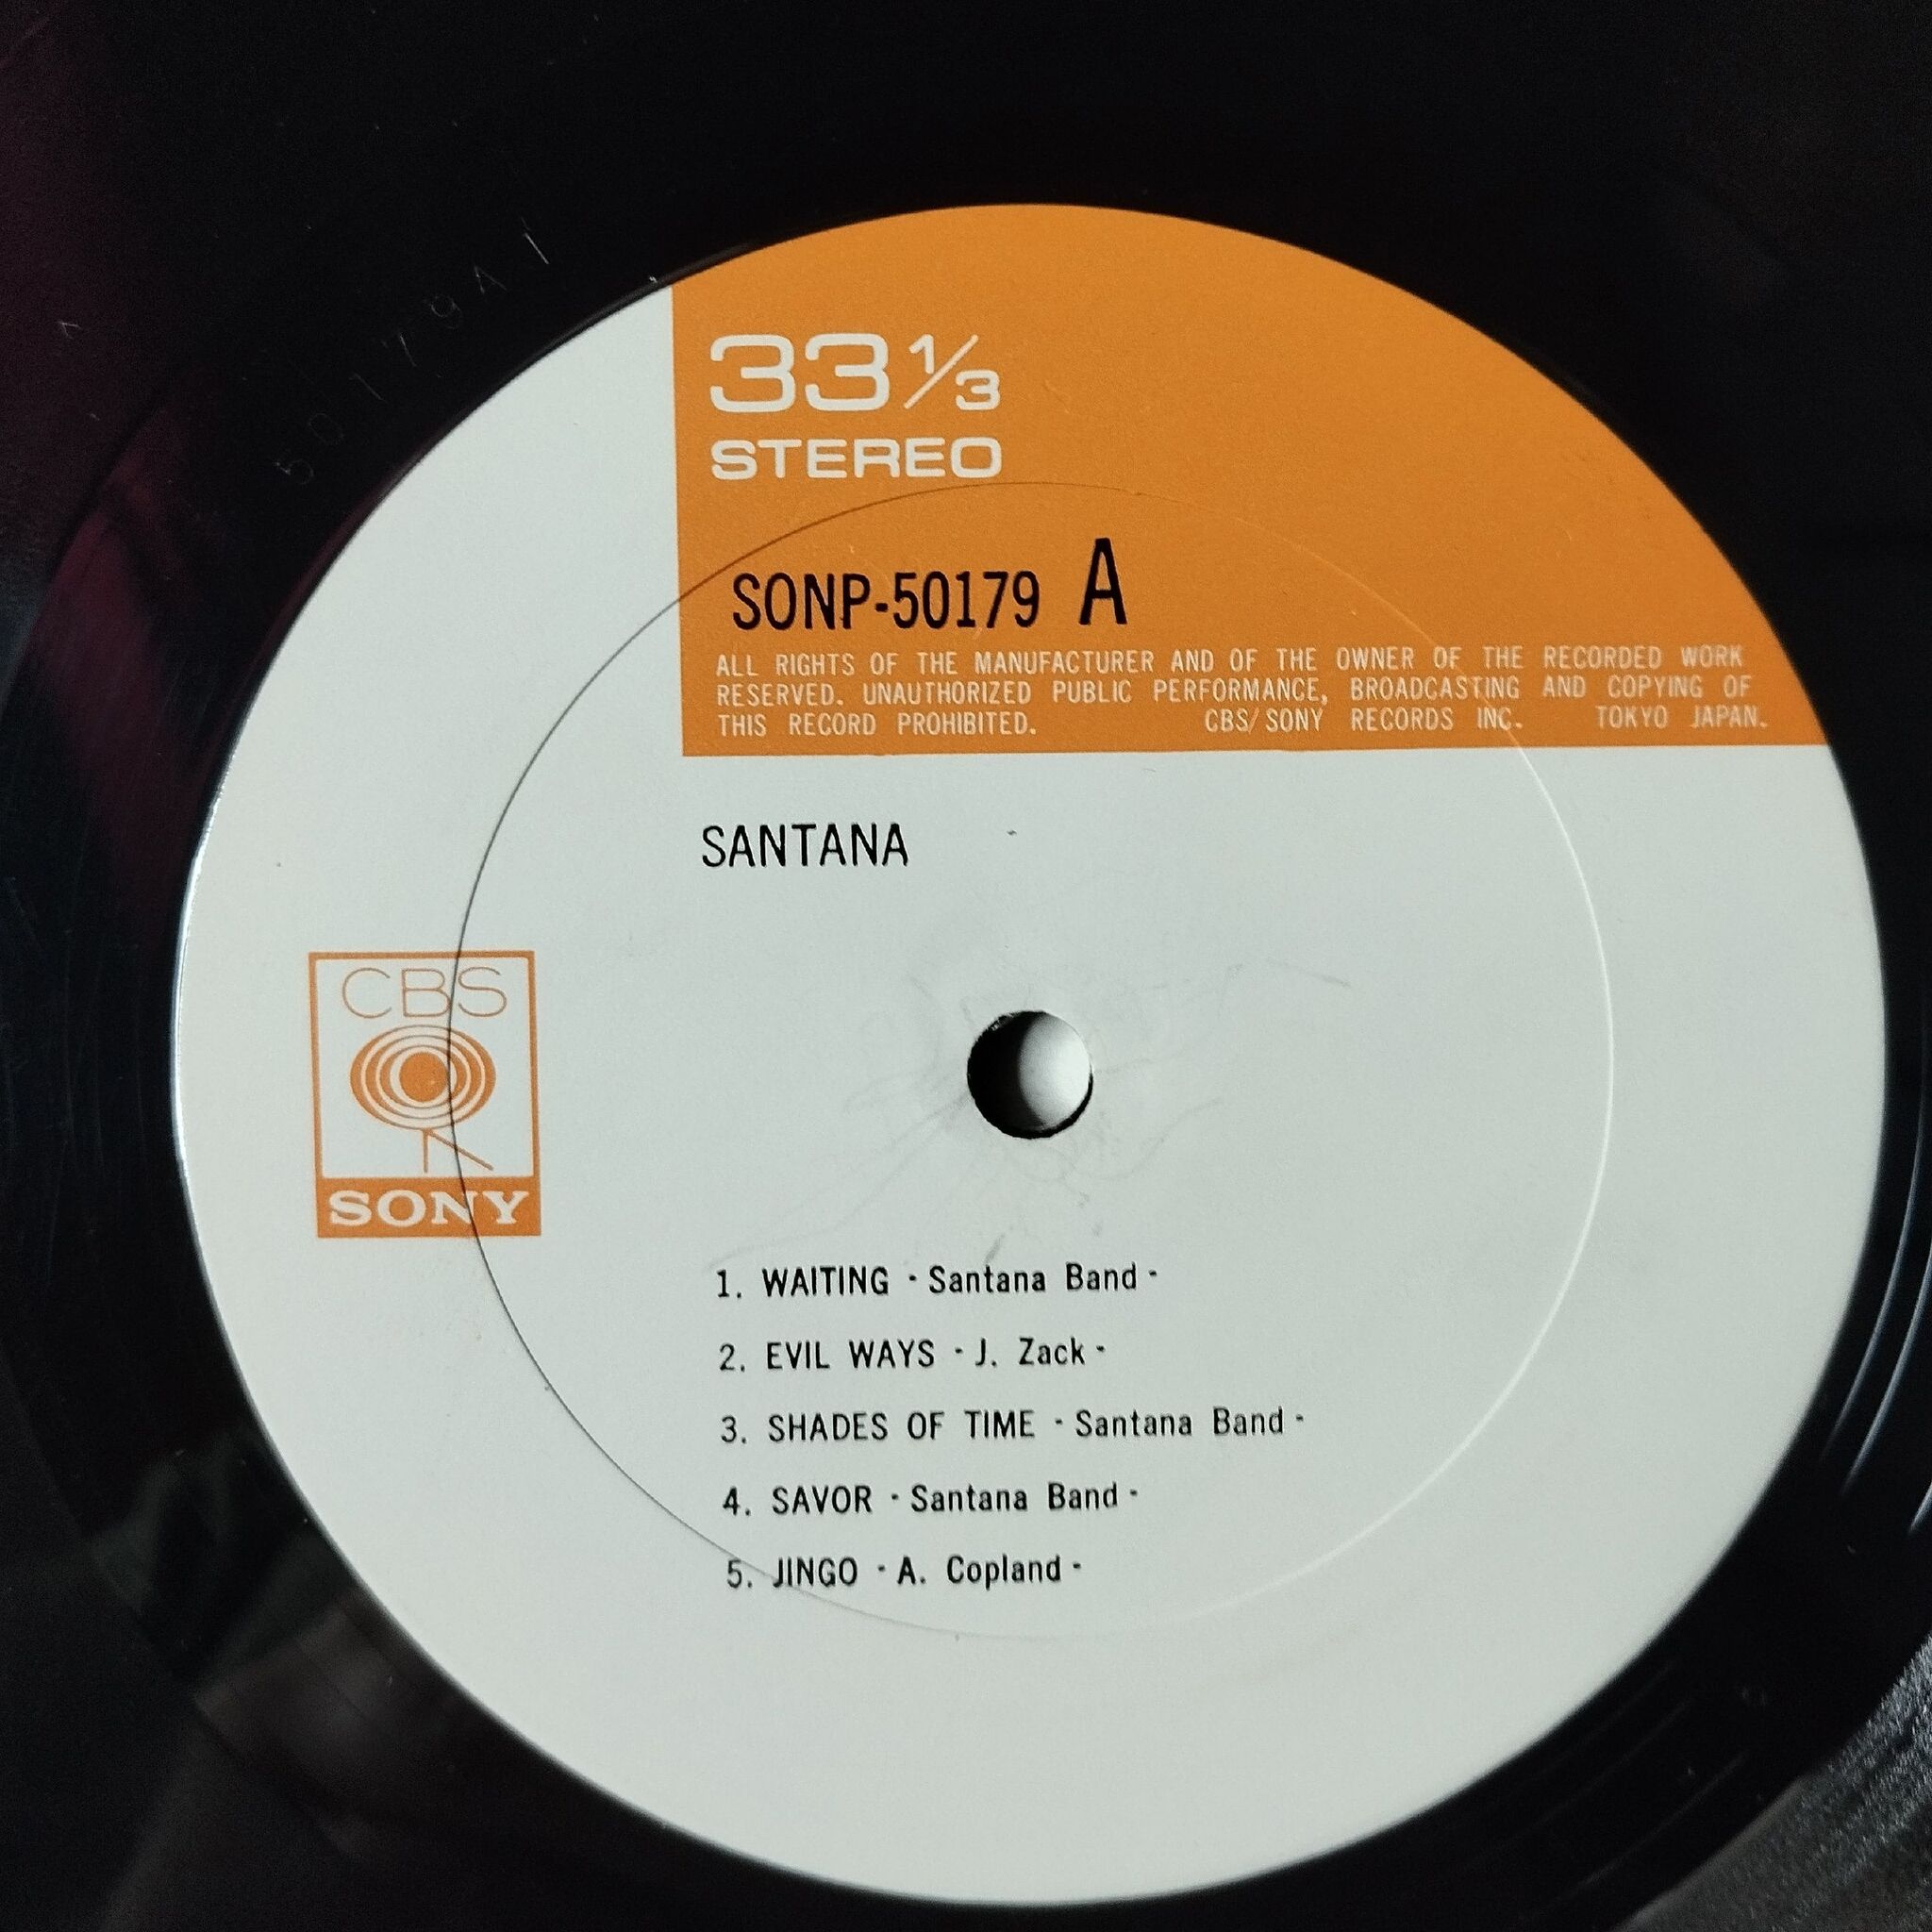 50179A1
33 1/3
STEREO
SONP-50179 A
ALL RIGHTS OF THE MANUFACTURER AND OF THE OWNER OF THE RECORDED WORK
RESERVED. UNAUTHORIZED PUBLIC PERFORMANCE, BROADCASTING AND COPYING OF
THIS RECORD PROHIBITED. CBS/SONY RECORDS INC. TOKYO JAPAN.
SANTANA
CBS
SONY
1. WAITING - Santana Band -
2. EVIL WAYS - J. Zack -
3. SHADES OF TIME - Santana Band -
4. SAVOR - Santana Band -
5. JINGO - A. Copland -